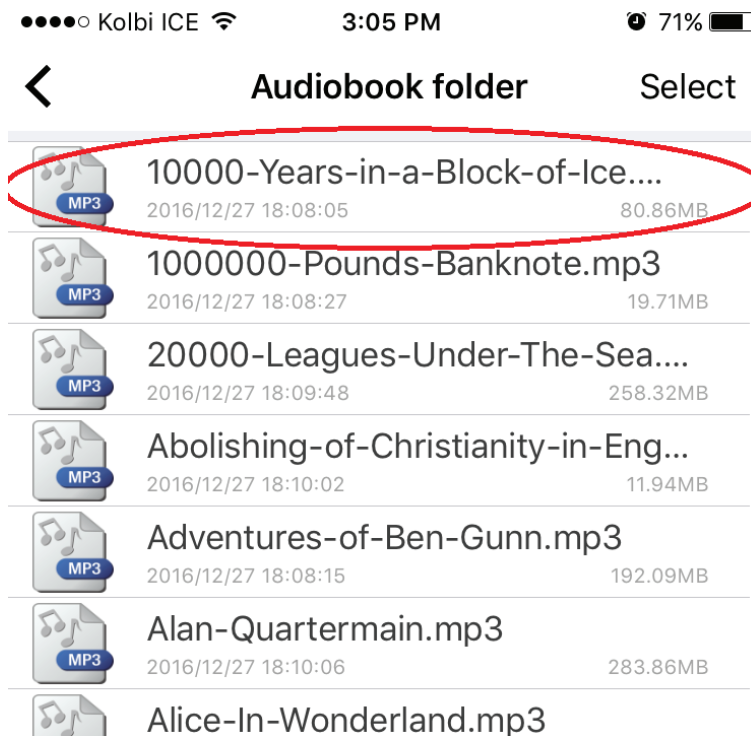 Kolbi ICE 3:05 PM 71%
Audiobook folder Select
10000-Years-in-a-Block-of-Ice....
MP3
2016/12/27 18:08:05 80.86MB
1000000-Pounds-Banknote.mp3
MP3
2016/12/27 18:08:27 19.71MB
20000-Leagues-Under-The-Sea....
MP3
2016/12/27 18:09:48 258.32MB
Abolishing-of-Christianity-in-Eng...
MP3
2016/12/27 18:10:02 11.94MB
Adventures-of-Ben-Gunn.mp3
MP3
2016/12/27 18:08:15 192.09MB
Alan-Quartermain.mp3
MP3
2016/12/27 18:10:06 283.86MB
Alice-In-Wonderland.mp3